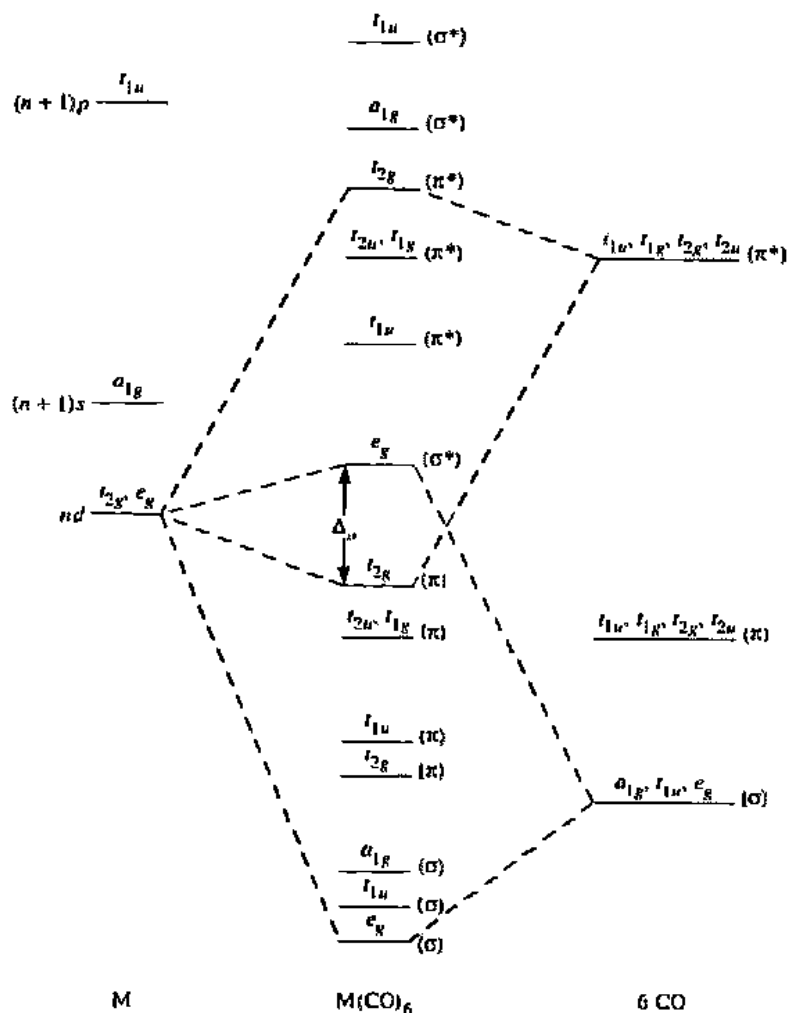 t1u (σ*)
t1u
(n + 1)p
a1g (σ*)
t2g (π*)
t2u, t1g (π*)
t1u, t1g, t2g, t2u (π*)
t1u (π*)
a1g
(n + 1)s
eg (σ*)
t2g, eg
nd
Δo
t2g (π)
t2u, t1g (π)
t1u, t1g, t2g, t2u (π)
t1u (π)
t2g (π)
a1g, t1u, eg (σ)
a1g (σ)
t1u (σ)
eg (σ)
M M(CO)6 6 CO